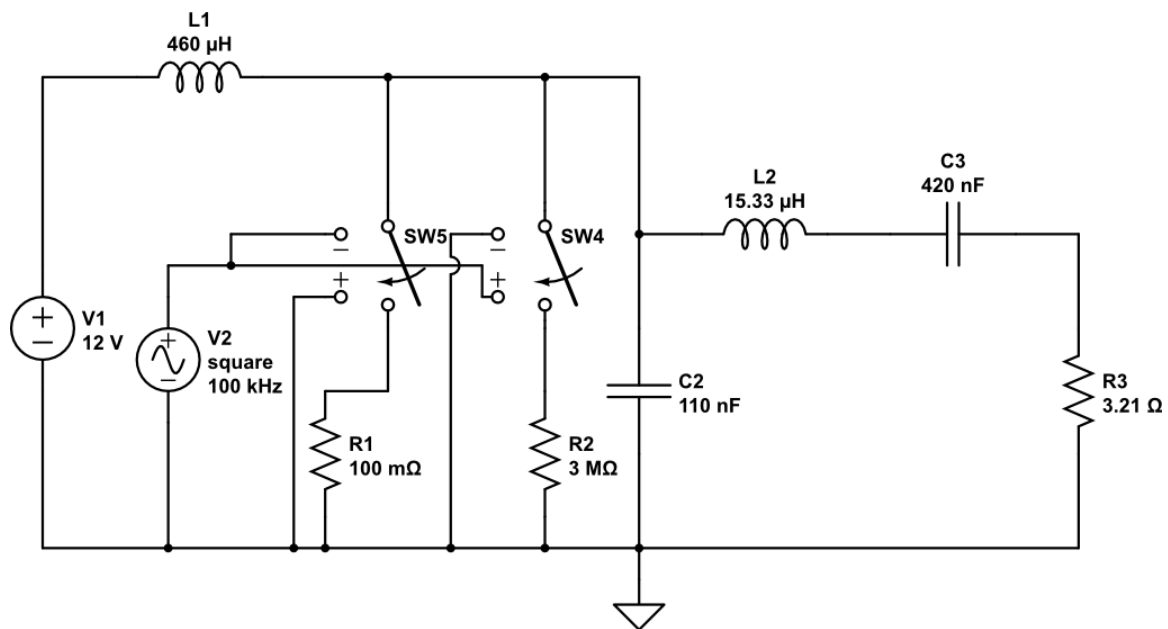 L1
460 µH
C3
420 nF
L2
15.33 µH
SW5
SW4
−
−
+
+
+
−
V1
12 V
+
−
V2
square
100 kHz
R1
100 mΩ
R2
3 MΩ
C2
110 nF
R3
3.21 Ω